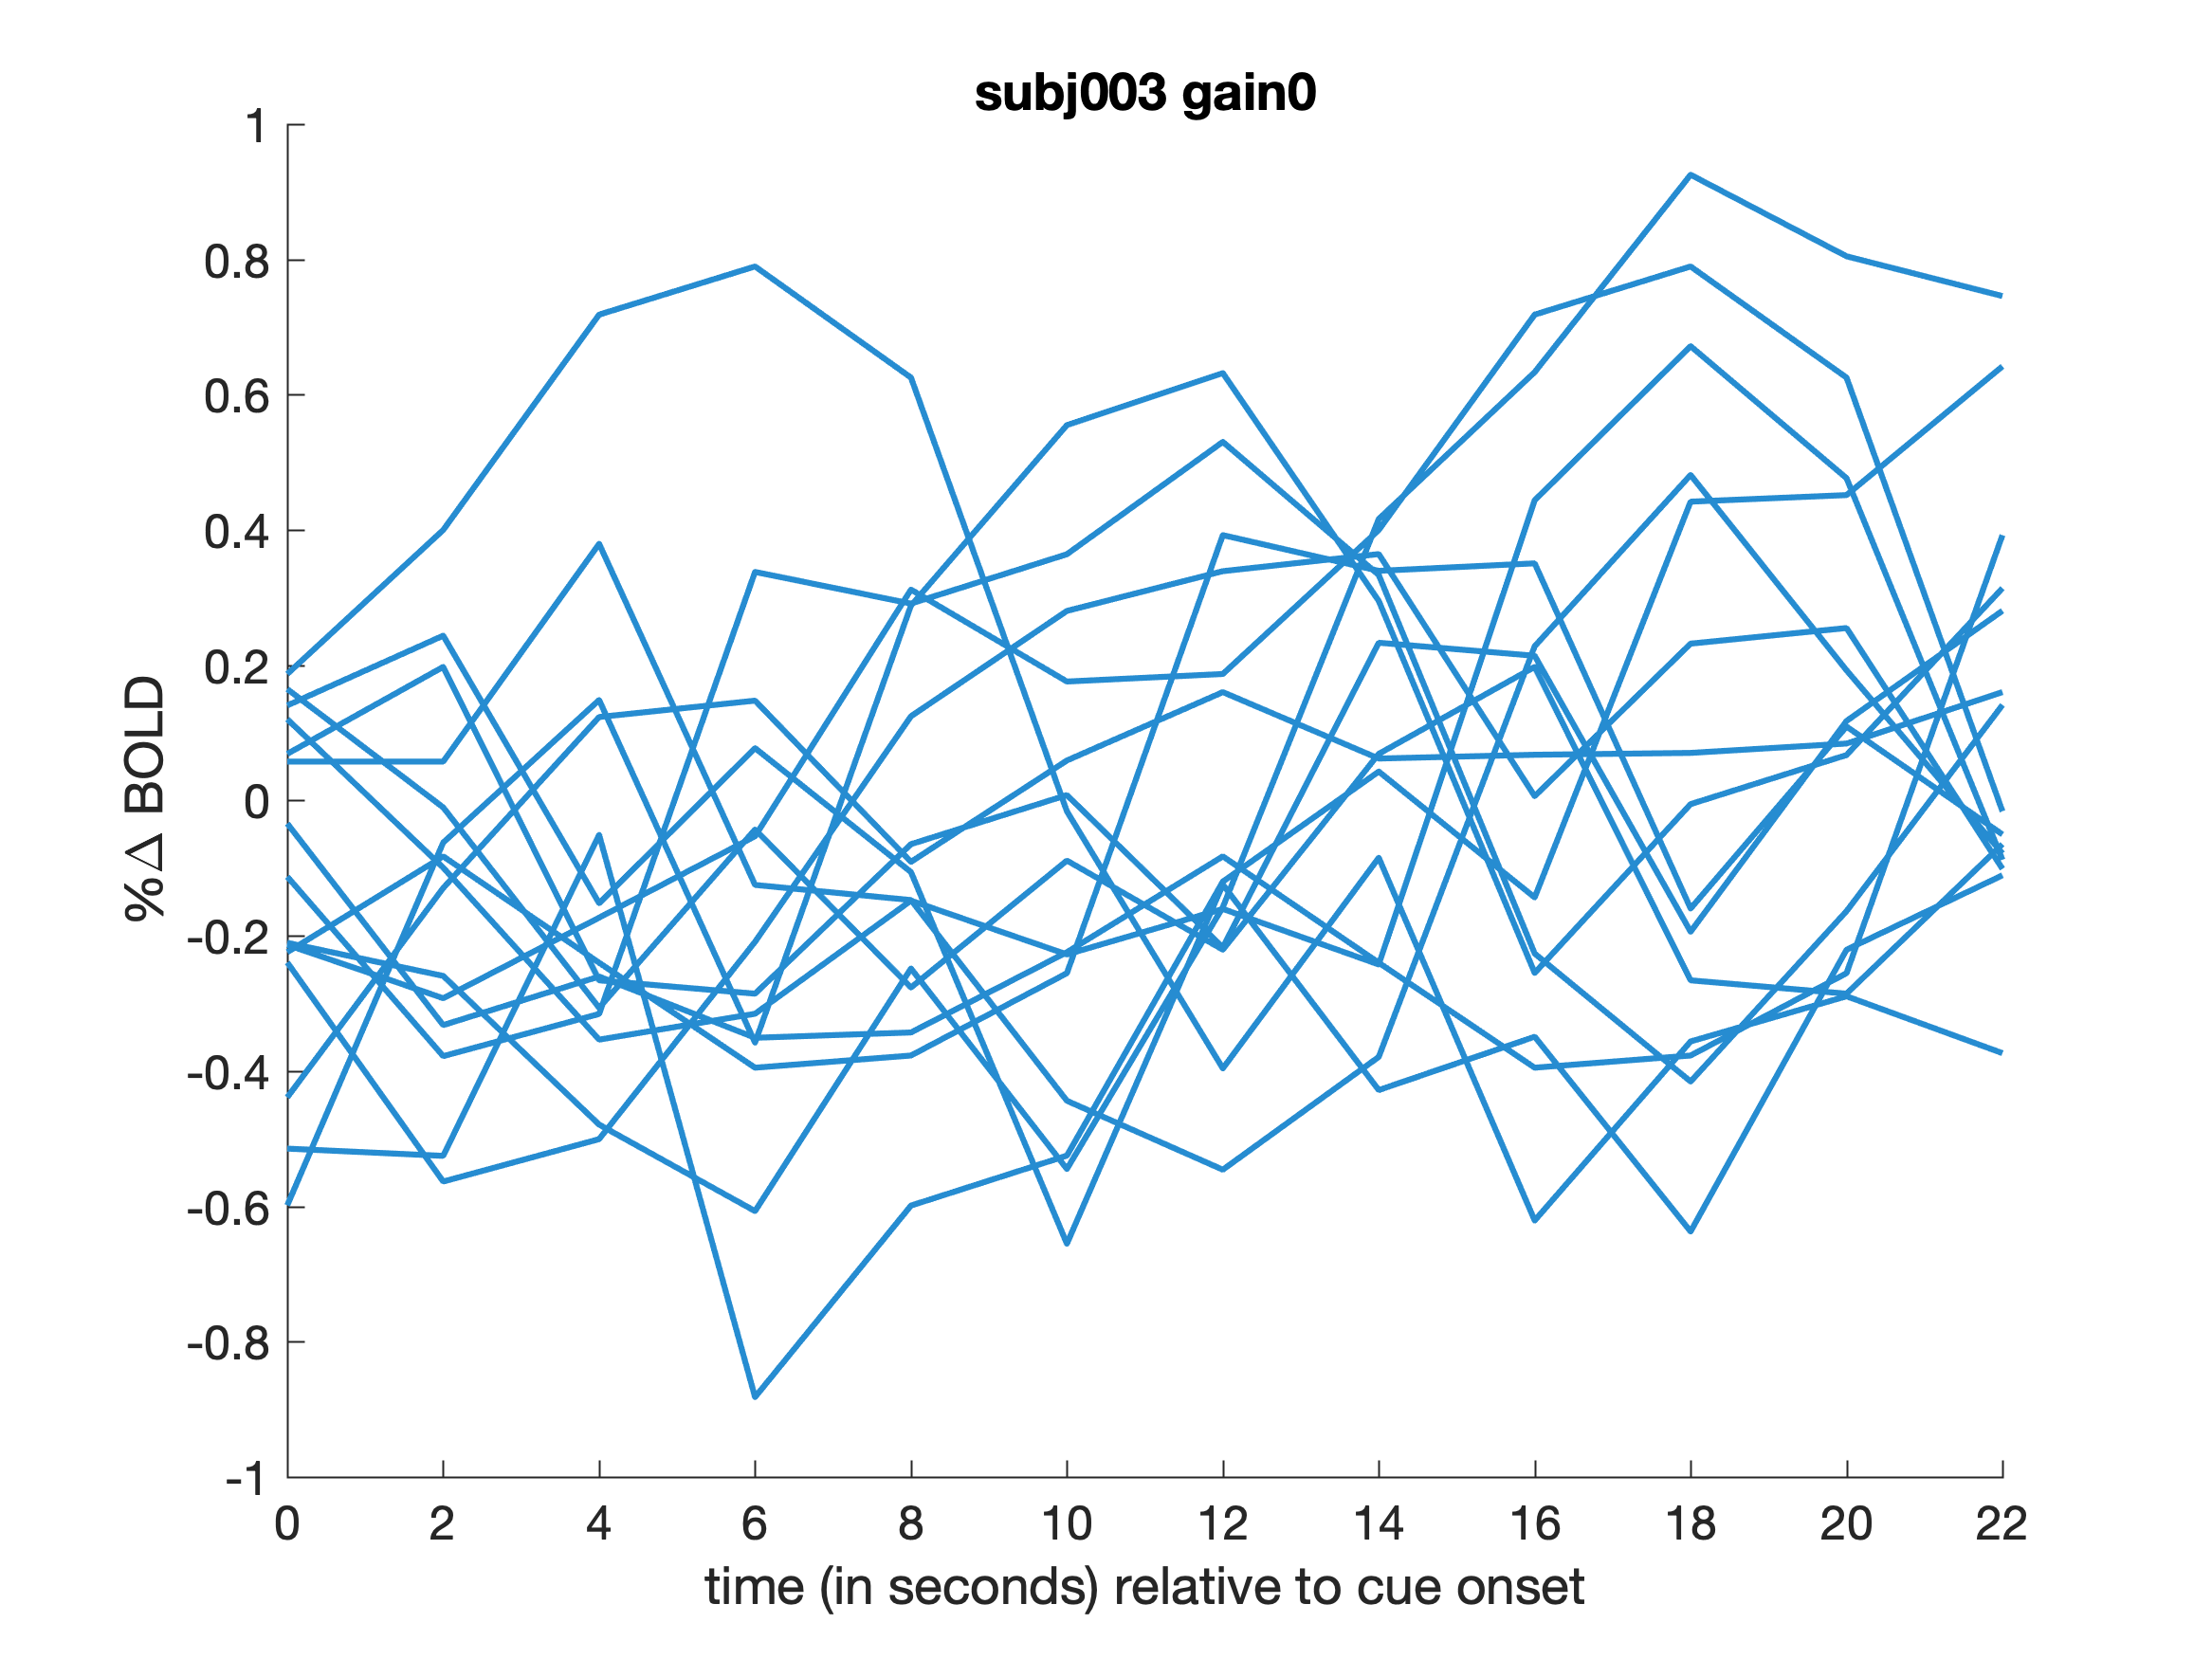 subj003 gain0
1
0.8
0.6
0.4
0.2
0
-0.2
-0.4
-0.6
-0.8
-1
%Δ BOLD
0 2 4 6 8 10 12 14 16 18 20 22
time (in seconds) relative to cue onset